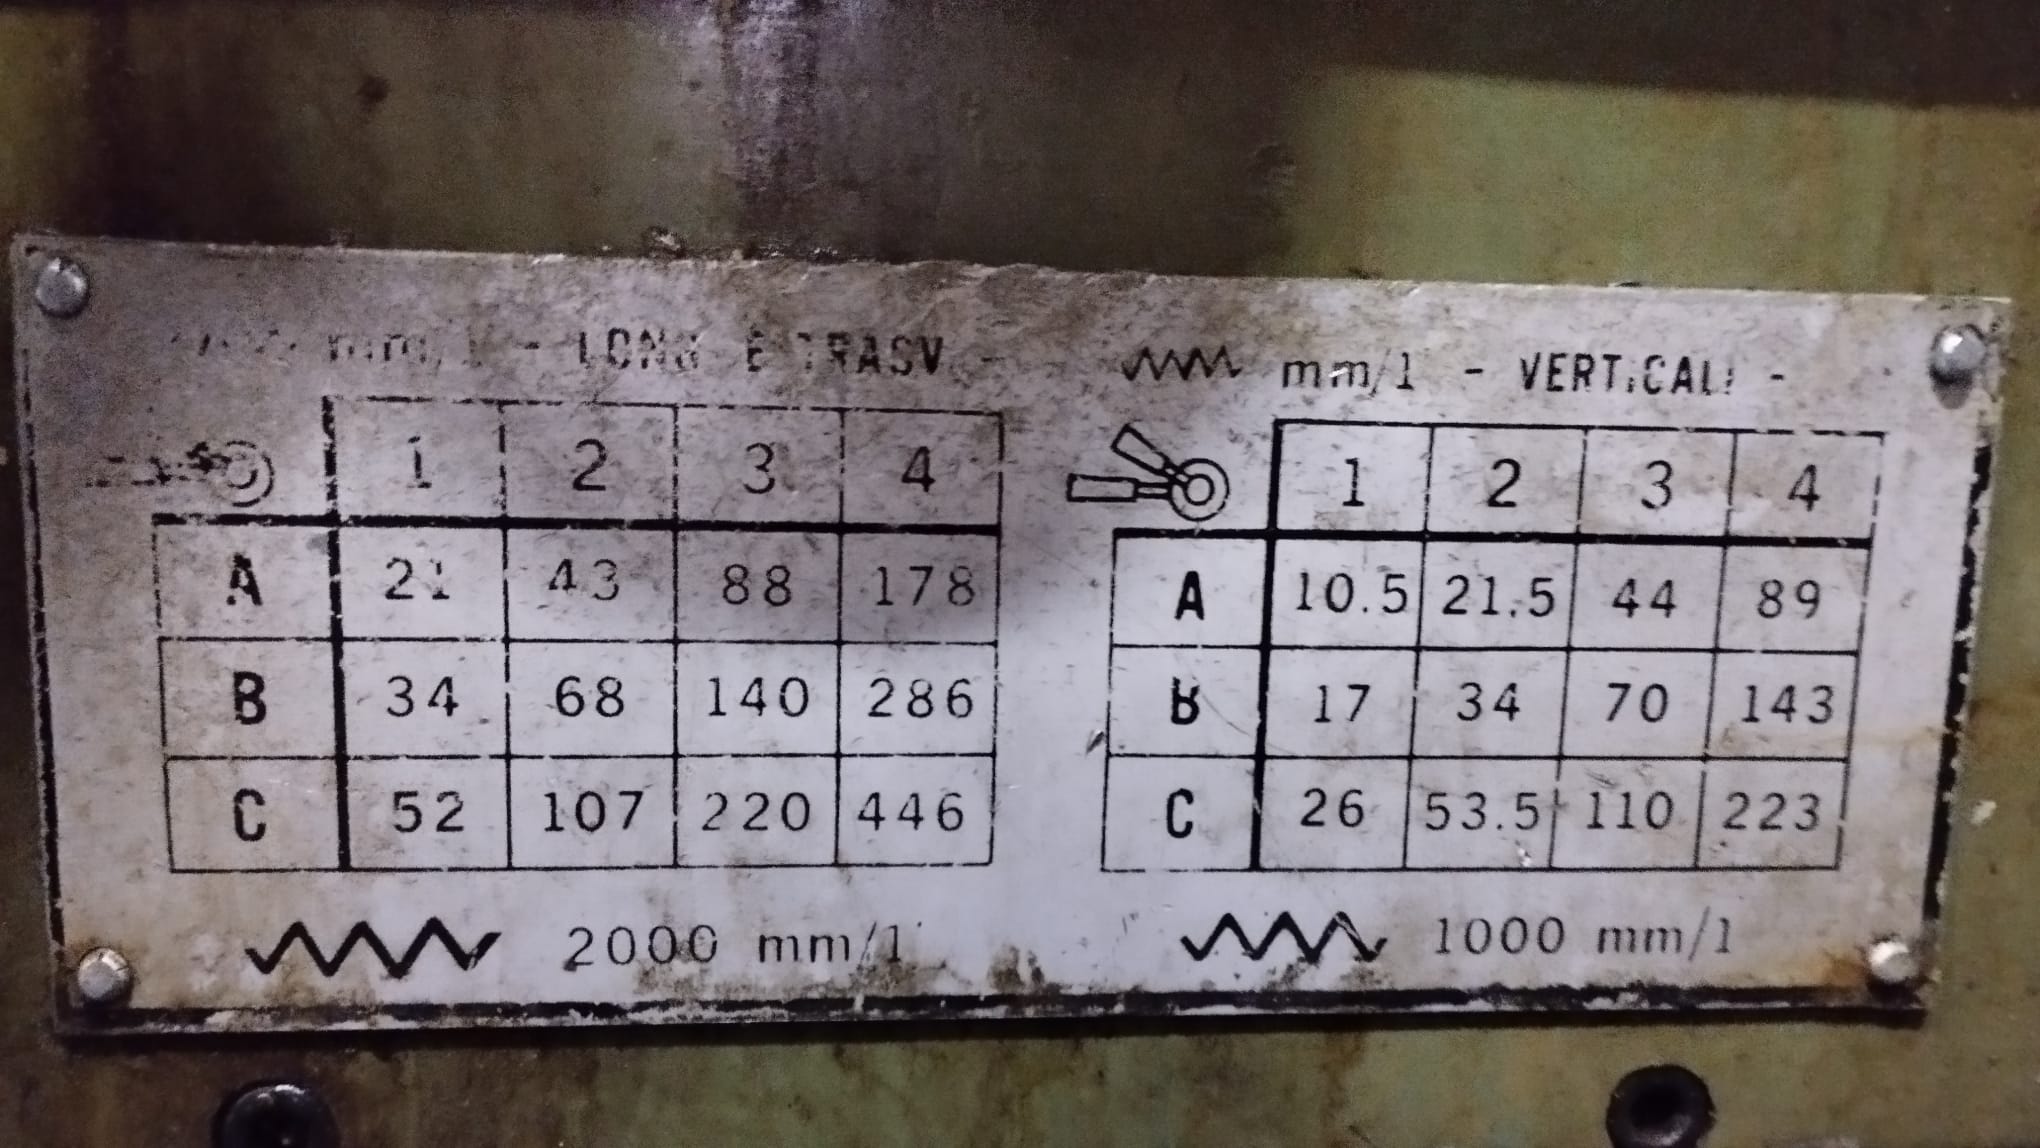 mm/1 - LONG E TRASV -
1 2 3 4
A 21 43 88 178
B 34 68 140 286
C 52 107 220 446
2000 mm/1
mm/1 - VERTICALI -
1 2 3 4
A 10.5 21.5 44 89
B 17 34 70 143
C 26 53.5 110 223
1000 mm/1